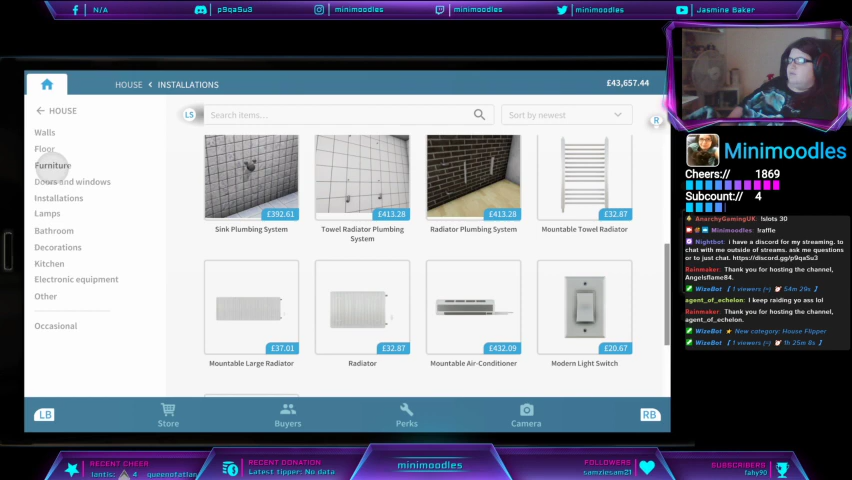 N/A
p9qaSu3
minimoodles
minimoodles
minimoodles
Jasmine Baker
HOUSE < INSTALLATIONS
£43,657.44
HOUSE
LS
Search items...
Sort by newest
R
Walls
Floor
Furniture
Doors and windows
Installations
Lamps
Bathroom
Decorations
Kitchen
Electronic equipment
Other
Occasional
£392.61
£413.28
£413.28
£32.87
Sink Plumbing System
Towel Radiator Plumbing
System
Radiator Plumbing System
Mountable Towel Radiator
£37.01
£32.87
£432.09
£20.67
Mountable Large Radiator
Radiator
Mountable Air-Conditioner
Modern Light Switch
LB
Store
Buyers
Perks
Camera
RB
Minimoodles
Cheers// 1869
Subcount// 4
AnarchyGamingUK: !slots 30
Minimoodles: !raffle
Nightbot: i have a discord for my streaming. to
chat with me outside of streams. ask me questions
or to just chat. https://discord.gg/p9qaSu3
Rainmaker: Thank you for hosting the channel,
Angelsflame84.
WizeBot: [ 1 viewers (~) 54m 29s ]
agent_of_echelon: I keep raiding yo ass lol
Rainmaker: Thank you for hosting the channel,
agent_of_echelon.
WizeBot: New category: House Flipper
WizeBot: [ 1 viewers (~) 1h 25m 8s ]
RECENT CHEER
lantis: 4 queenofatlan
RECENT DONATION
Latest tipper: No data
minimoodles
FOLLOWERS
samziesam21
SUBSCRIBERS
fahy90